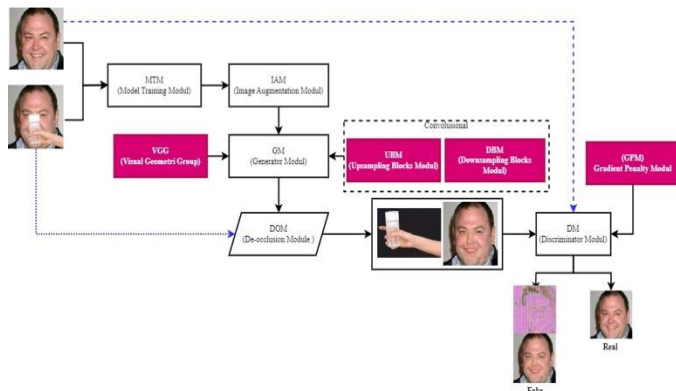 MTM
(Model Training Modul)
IAM
(Image Augmentation Modul)
Convolusional
VGG
(Visual Geometri Group)
GM
(Generator Modul)
UBM
(Upsampling Blocks Modul)
DBM
(Downsampling Blocks
Modul)
(GPM)
Gradient Penalty Modul
DOM
(De-occlusion Module )
DM
(Discriminator Modul)
Real
Fake